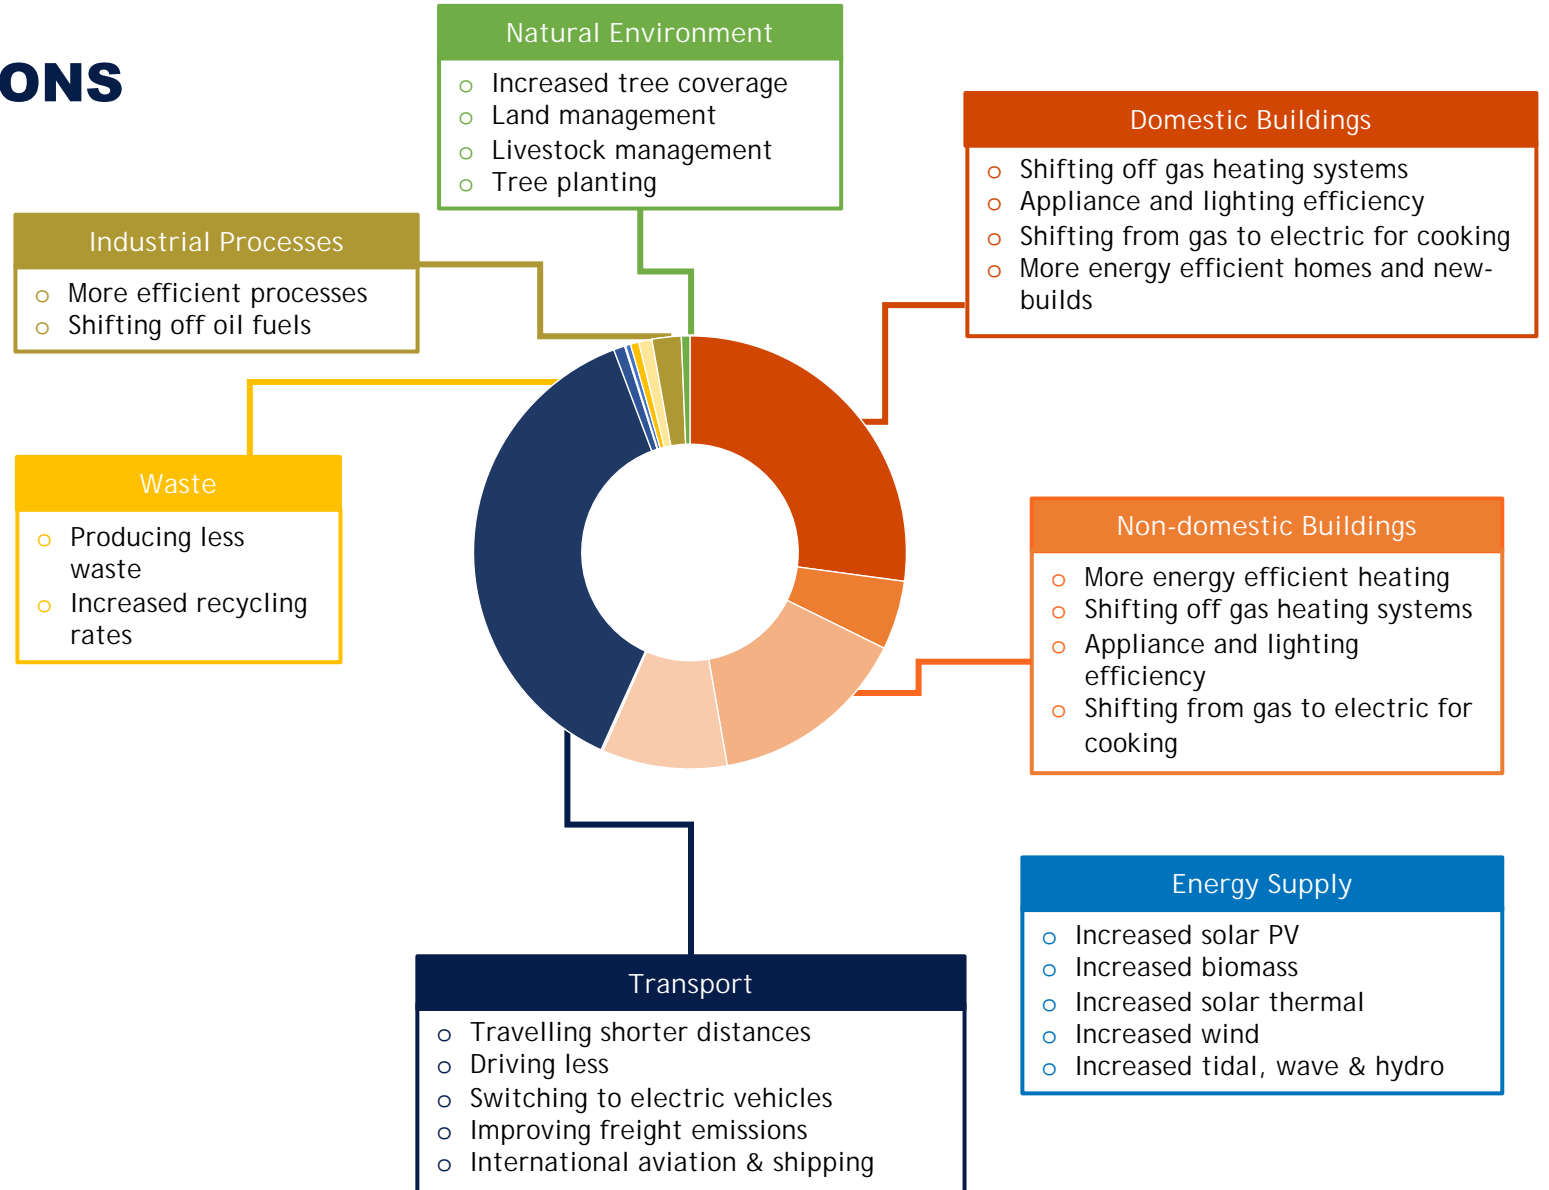 ONS
Natural Environment
o Increased tree coverage
o Land management
o Livestock management
o Tree planting
Domestic Buildings
o Shifting off gas heating systems
o Appliance and lighting efficiency
o Shifting from gas to electric for cooking
o More energy efficient homes and new-
builds
Industrial Processes
o More efficient processes
o Shifting off oil fuels
Waste
o Producing less
waste
o Increased recycling
rates
Non-domestic Buildings
o More energy efficient heating
o Shifting off gas heating systems
o Appliance and lighting
efficiency
o Shifting from gas to electric for
cooking
Energy Supply
o Increased solar PV
o Increased biomass
o Increased solar thermal
o Increased wind
o Increased tidal, wave & hydro
Transport
o Travelling shorter distances
o Driving less
o Switching to electric vehicles
o Improving freight emissions
o International aviation & shipping